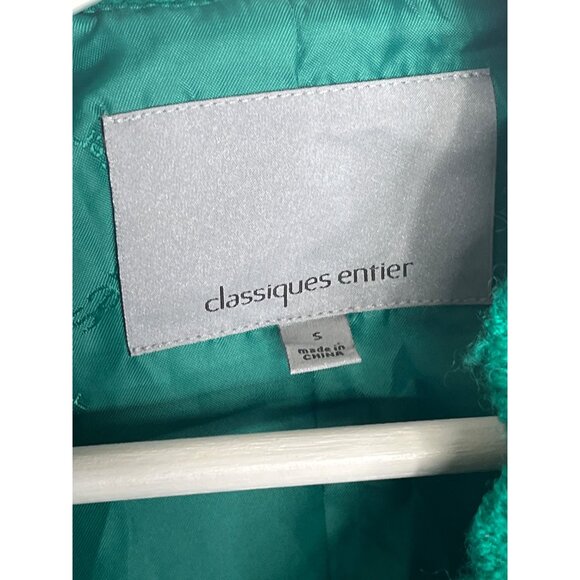 classiques entier
S
made in
CHINA